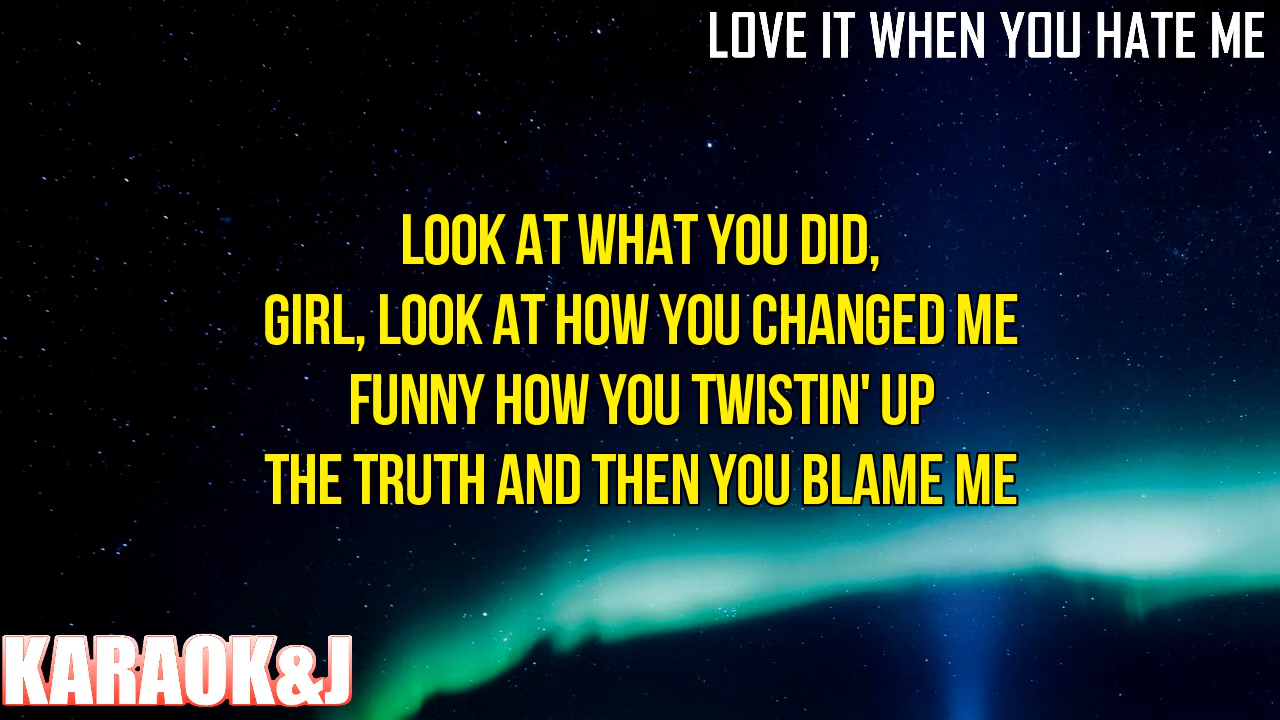 LOVE IT WHEN YOU HATE ME
LOOK AT WHAT YOU DID,
GIRL, LOOK AT HOW YOU CHANGED ME
FUNNY HOW YOU TWISTIN' UP
THE TRUTH AND THEN YOU BLAME ME
KARAOK&J